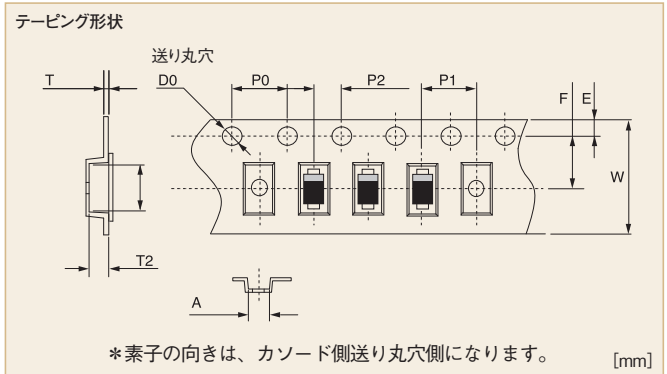 テーピング形状
送り丸穴
T
D0
P0
P2
P1
F
E
W
T2
A
＊素子の向きは、カソード側送り丸穴側になります。
[mm]